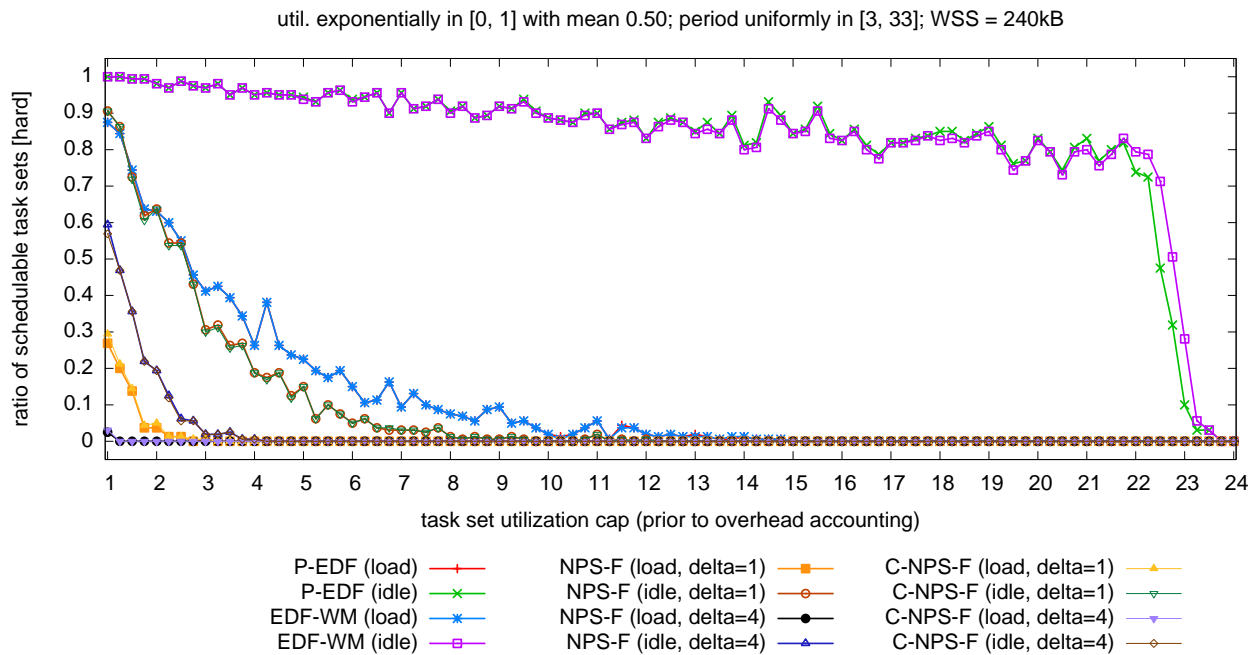 util. exponentially in [0, 1] with mean 0.50; period uniformly in [3, 33]; WSS = 240kB
ratio of schedulable task sets [hard]
1
0.9
0.8
0.7
0.6
0.5
0.4
0.3
0.2
0.1
0
1 2 3 4 5 6 7 8 9 10 11 12 13 14 15 16 17 18 19 20 21 22 23 24
task set utilization cap (prior to overhead accounting)
P-EDF (load) NPS-F (load, delta=1) C-NPS-F (load, delta=1)
P-EDF (idle) NPS-F (idle, delta=1) C-NPS-F (idle, delta=1)
EDF-WM (load) NPS-F (load, delta=4) C-NPS-F (load, delta=4)
EDF-WM (idle) NPS-F (idle, delta=4) C-NPS-F (idle, delta=4)